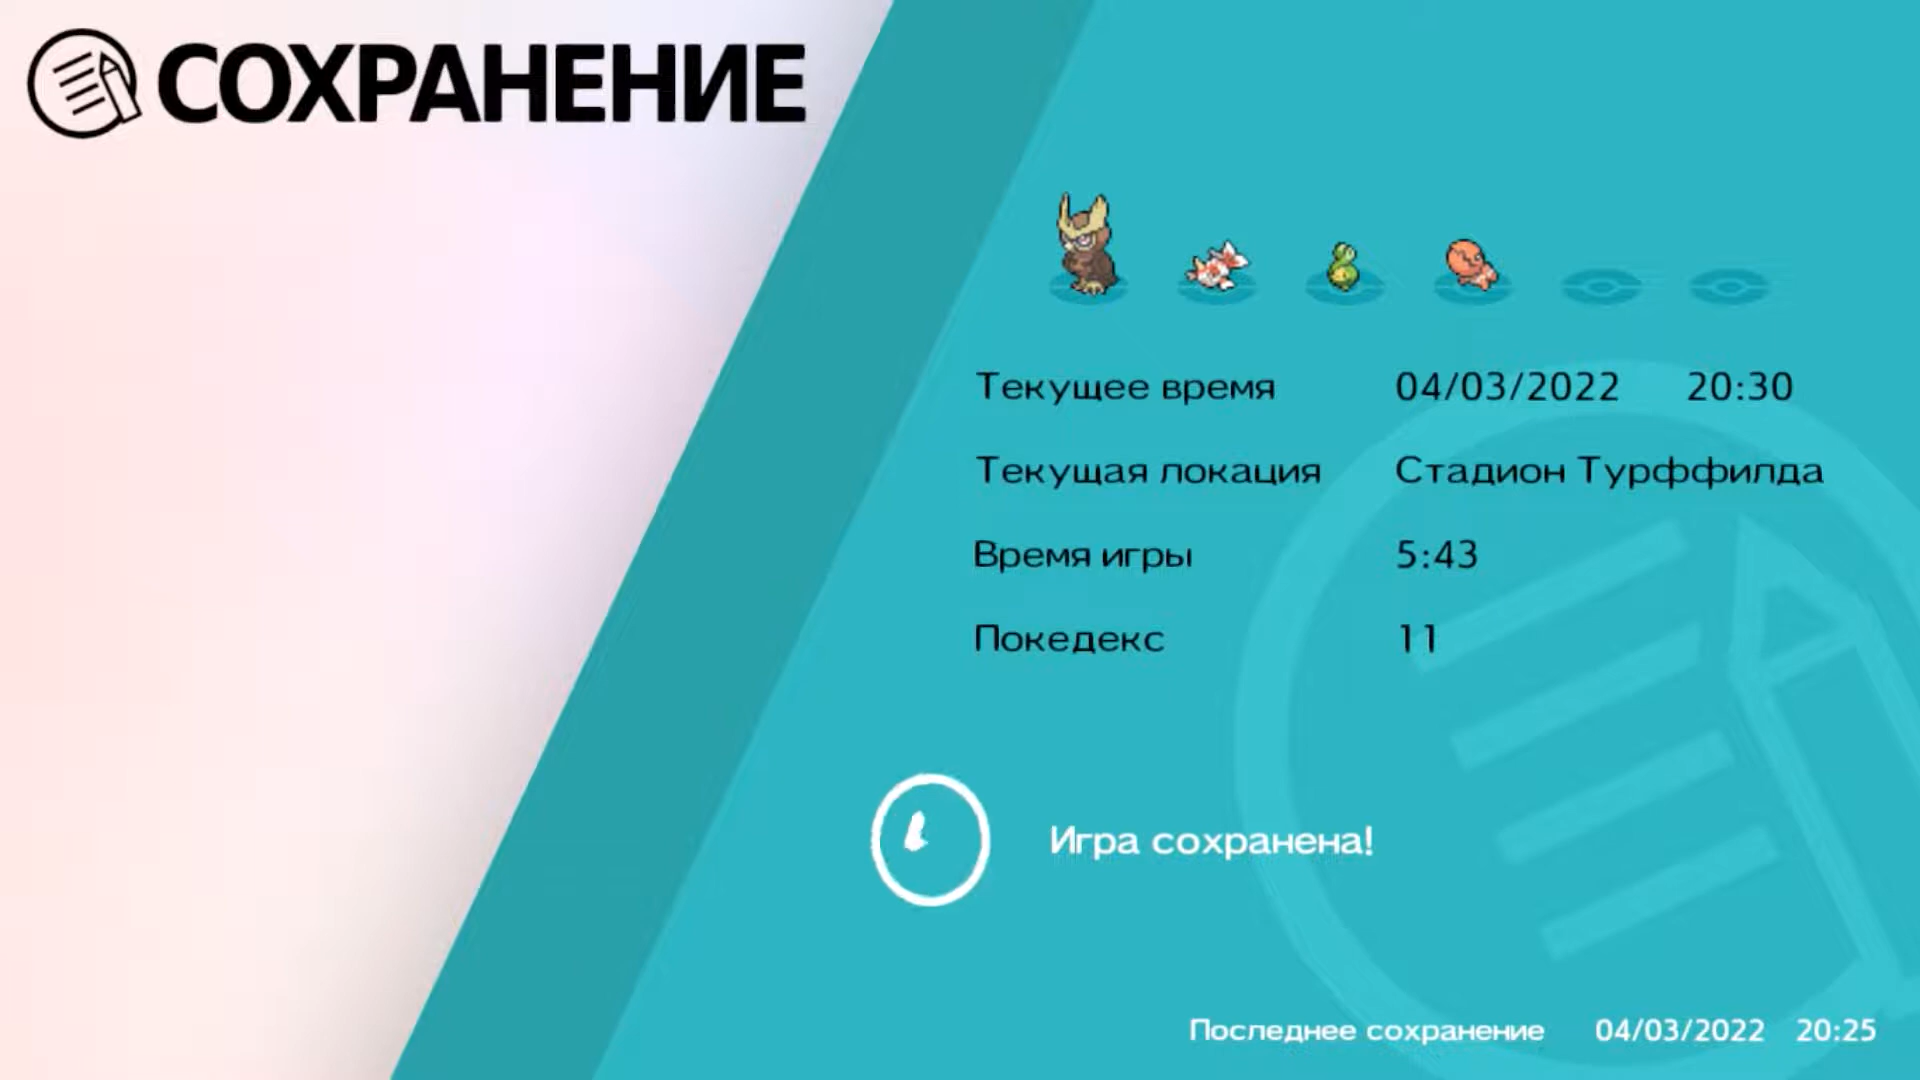 СОХРАНЕНИЕ
Текущее время 04/03/2022 20:30
Текущая локация Стадион Турффилда
Время игры 5:43
Покедекс 11
Игра сохранена!
Последнее сохранение 04/03/2022 20:25